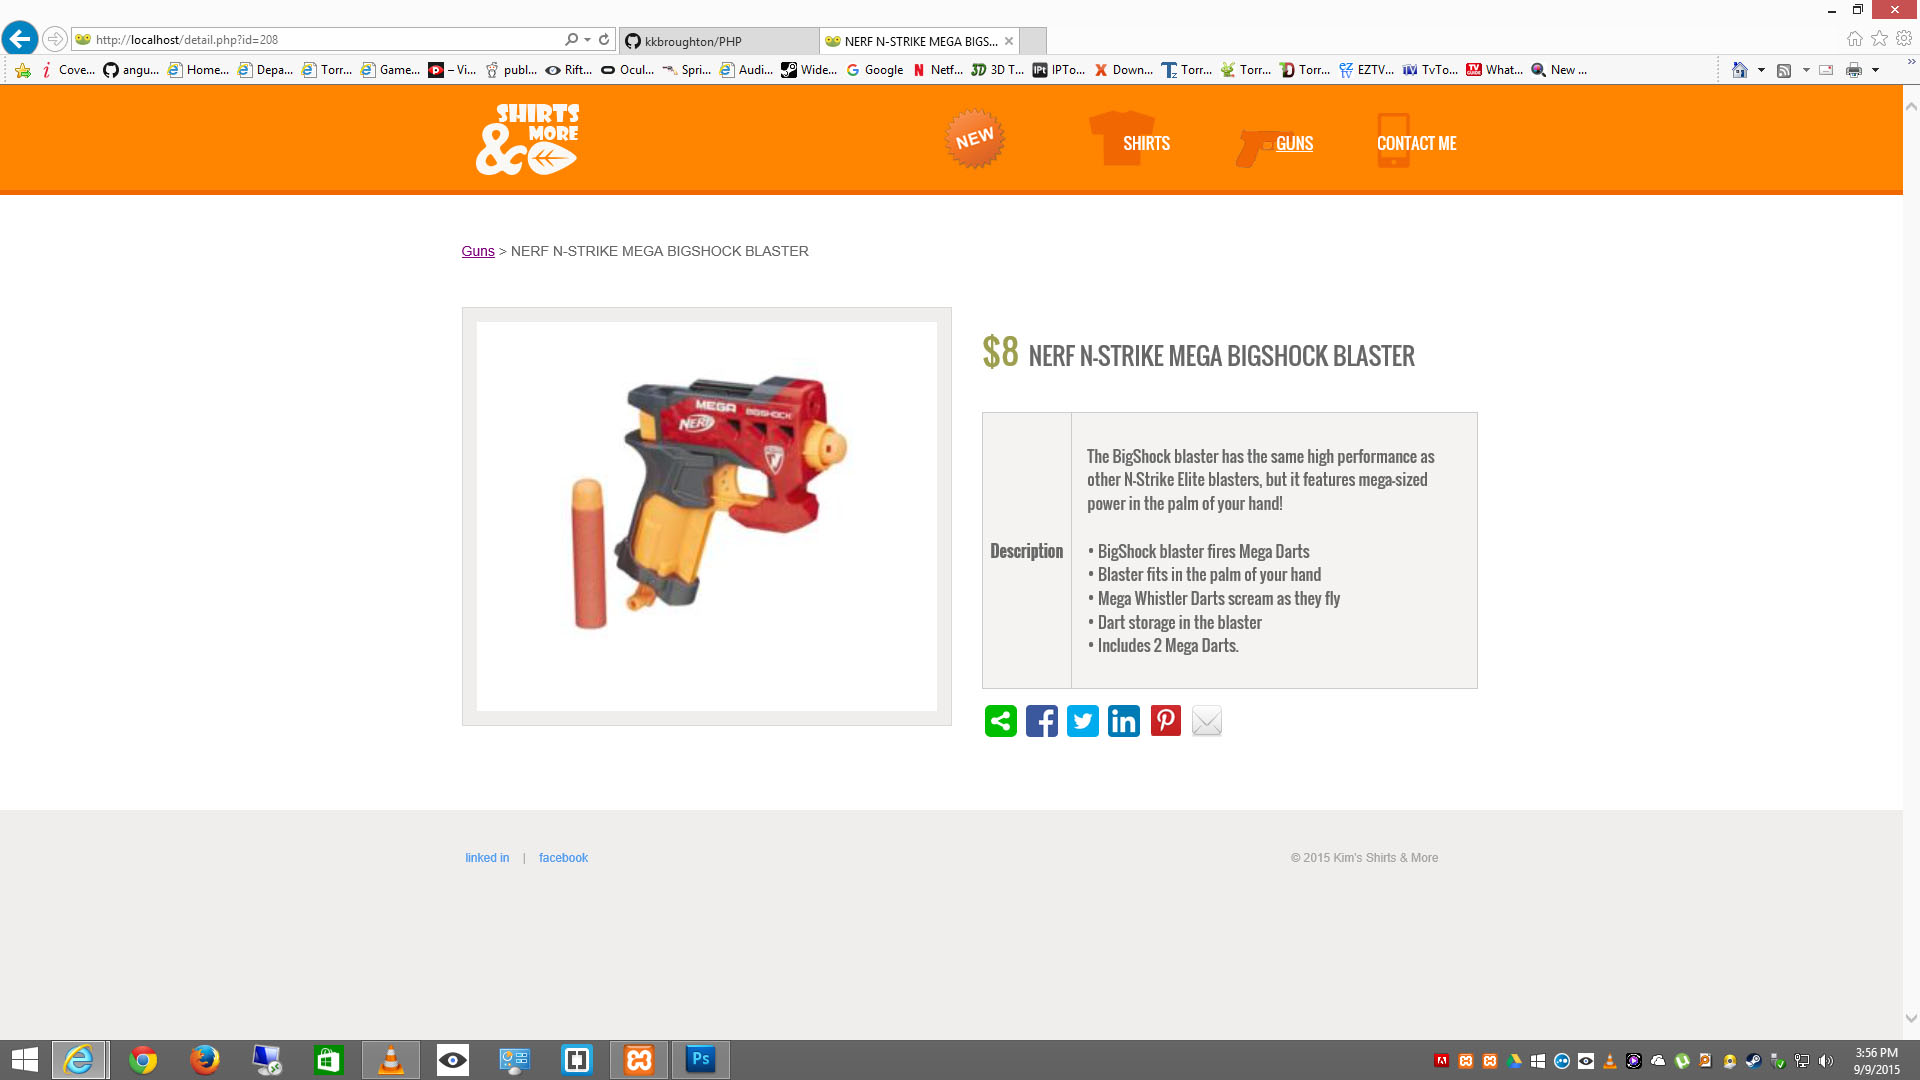 http://localhost/detail.php?id=208
kkbroughton/PHP
NERF N-STRIKE MEGA BIGS...
Cove...
angu...
Home...
Depa...
Torr...
Game...
– Vi...
publ...
Rift...
Ocul...
Spri...
Audi...
Wide...
Google
Netf...
3D T...
IPTo...
Down...
Torr...
Torr...
Torr...
EZTV...
TvTo...
What...
New ...
SHIRTS
& MORE
NEW
SHIRTS
GUNS
CONTACT ME
Guns > NERF N-STRIKE MEGA BIGSHOCK BLASTER
MEGA
BIGSHOCK
NERF
$8 NERF N-STRIKE MEGA BIGSHOCK BLASTER
Description
The BigShock blaster has the same high performance as
other N-Strike Elite blasters, but it features mega-sized
power in the palm of your hand!
• BigShock blaster fires Mega Darts
• Blaster fits in the palm of your hand
• Mega Whistler Darts scream as they fly
• Dart storage in the blaster
• Includes 2 Mega Darts.
linked in | facebook
© 2015 Kim's Shirts & More
Ps
3:56 PM
9/9/2015